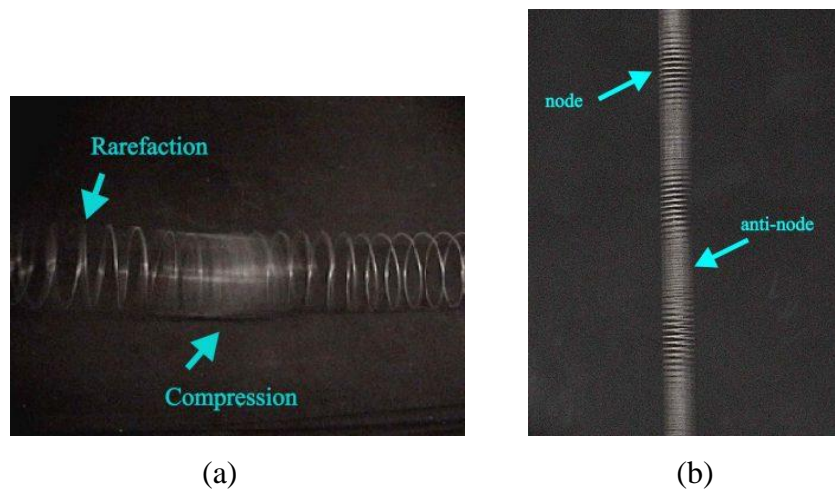 Rarefaction
Compression
node
anti-node
(a)
(b)